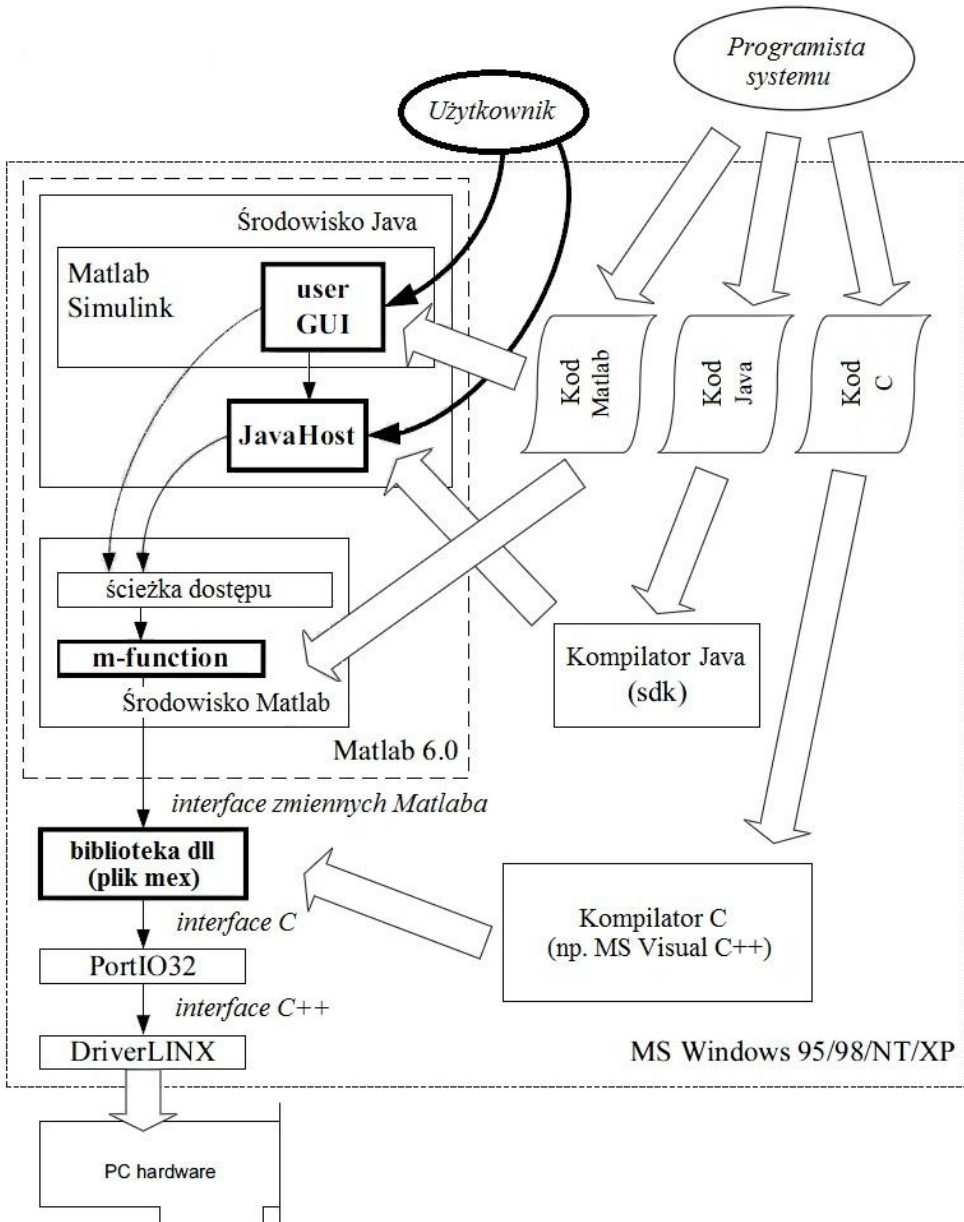 Programista
systemu
Użytkownik
Środowisko Java
Matlab
Simulink
user
GUI
JavaHost
Kod
Matlab
Kod
Java
Kod
C
ścieżka dostępu
m-function
Środowisko Matlab
Matlab 6.0
Kompilator Java
(sdk)
interface zmiennych Matlaba
biblioteka dll
(plik mex)
interface C
Kompilator C
(np. MS Visual C++)
PortIO32
interface C++
DriverLINX
MS Windows 95/98/NT/XP
PC hardware